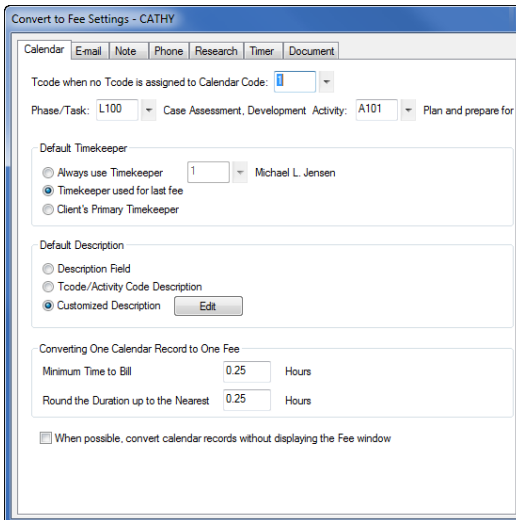 Convert to Fee Settings - CATHY
Calendar E-mail Note Phone Research Timer Document
Tcode when no Tcode is assigned to Calendar Code: 1
Phase/Task: L100 Case Assessment, Development Activity: A101 Plan and prepare for
Default Timekeeper
Always use Timekeeper 1 Michael L. Jensen
Timekeeper used for last fee
Client's Primary Timekeeper
Default Description
Description Field
Tcode/Activity Code Description
Customized Description Edit
Converting One Calendar Record to One Fee
Minimum Time to Bill 0.25 Hours
Round the Duration up to the Nearest 0.25 Hours
When possible, convert calendar records without displaying the Fee window